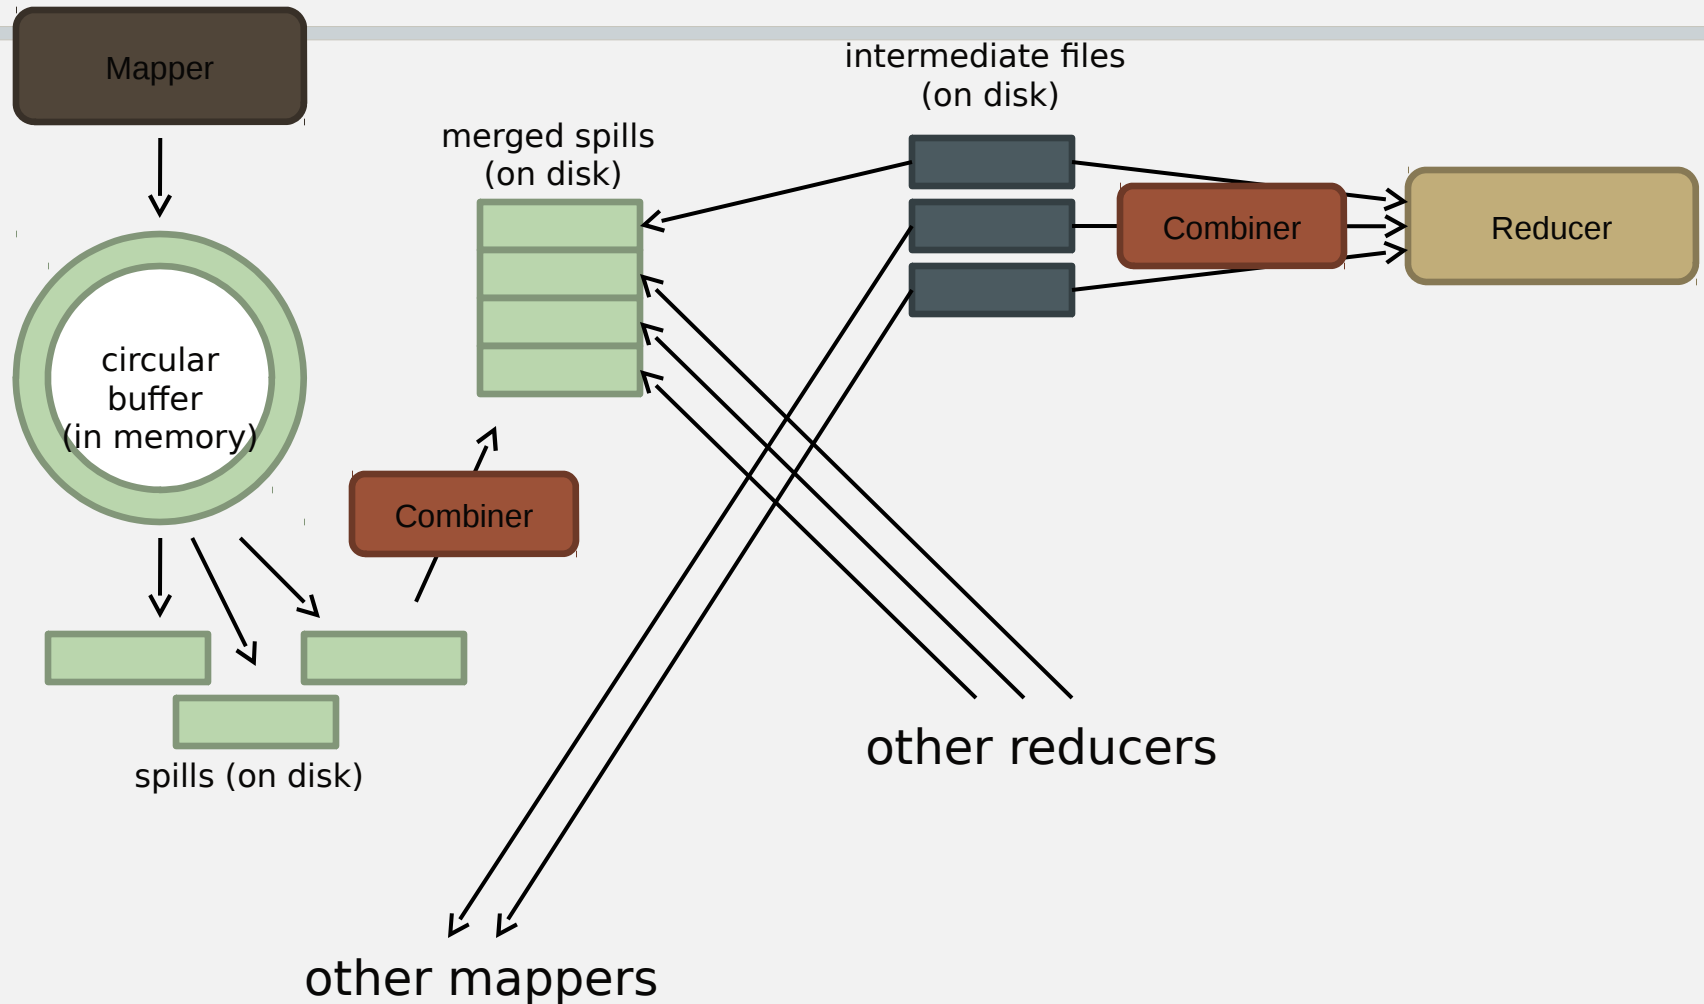 Mapper
intermediate files
(on disk)
merged spills
(on disk)
Combiner
Reducer
circular
buffer
(in memory)
Combiner
spills (on disk)
other reducers
other mappers